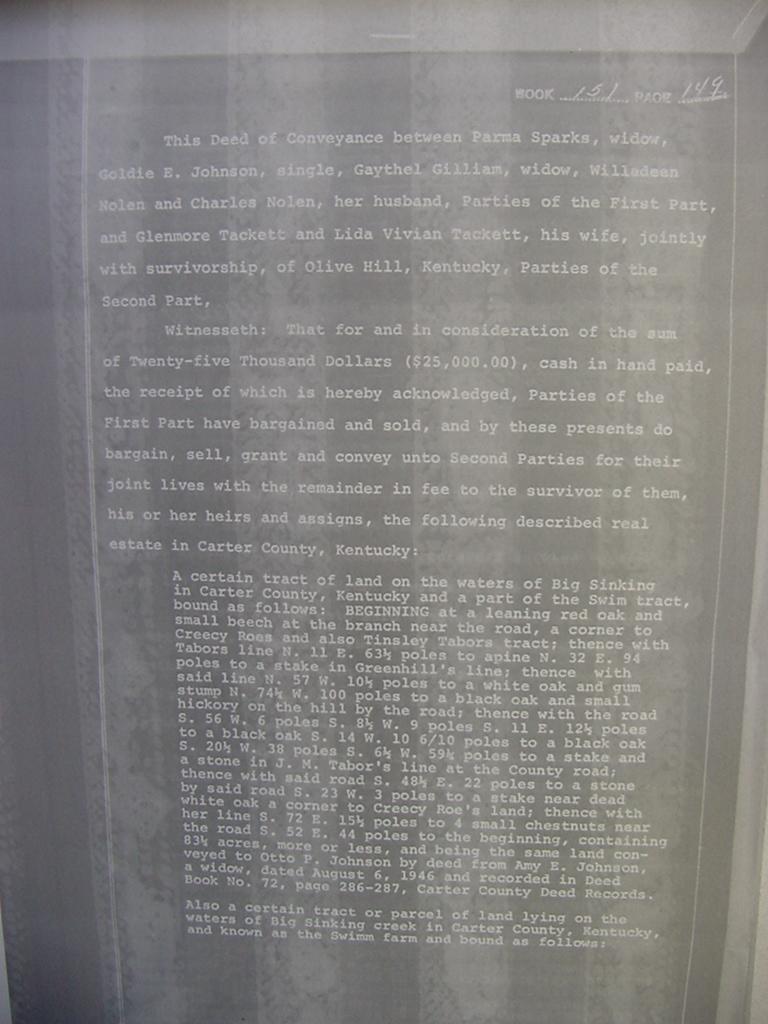 BOOK 151 PAGE 149
This Deed of Conveyance between Parma Sparks, widow,
Goldie E. Johnson, single, Gaythel Gilliam, widow, Willadeen
Nolen and Charles Nolen, her husband, Parties of the First Part,
and Glenmore Tackett and Lida Vivian Tackett, his wife, jointly
with survivorship, of Olive Hill, Kentucky, Parties of the
Second Part,
Witnesseth: That for and in consideration of the sum
of Twenty-five Thousand Dollars ($25,000.00), cash in hand paid,
the receipt of which is hereby acknowledged, Parties of the
First Part have bargained and sold, and by these presents do
bargain, sell, grant and convey unto Second Parties for their
joint lives with the remainder in fee to the survivor of them,
his or her heirs and assigns, the following described real
estate in Carter County, Kentucky:
A certain tract of land on the waters of Big Sinking
in Carter County, Kentucky and a part of the Swim tract,
bound as follows: BEGINNING at a leaning red oak and
small beech at the branch near the road, a corner to
Creecy Roes and also Tinsley Tabors tract; thence with
Tabors line N. 11 E. 63½ poles to apine N. 32 E. 94
poles to a stake in Greenhill's line; thence with
said line N. 57 W. 10½ poles to a white oak and gum
stump N. 74½ W. 100 poles to a black oak and small
hickory on the hill by the road; thence with the road
S. 56 W. 6 poles S. 8½ W. 9 poles S. 11 E. 12½ poles
to a black oak S. 14 W. 10 6/10 poles to a black oak
S. 20½ W. 38 poles S. 6½ W. 59½ poles to a stake and
a stone in J. M. Tabor's line at the County road;
thence with said road S. 48½ E. 22 poles to a stone
by said road S. 23 W. 3 poles to a stake near dead
white oak a corner to Creecy Roe's land; thence with
her line S. 72 E. 15½ poles to 4 small chestnuts near
the road S. 52 E. 44 poles to the beginning, containing
83½ acres, more or less, and being the same land con-
veyed to Otto P. Johnson by deed from Amy E. Johnson,
a widow, dated August 6, 1946 and recorded in Deed
Book No. 72, page 286-287, Carter County Deed Records.
Also a certain tract or parcel of land lying on the
waters of Big Sinking creek in Carter County, Kentucky,
and known as the Swimm farm and bound as follows: